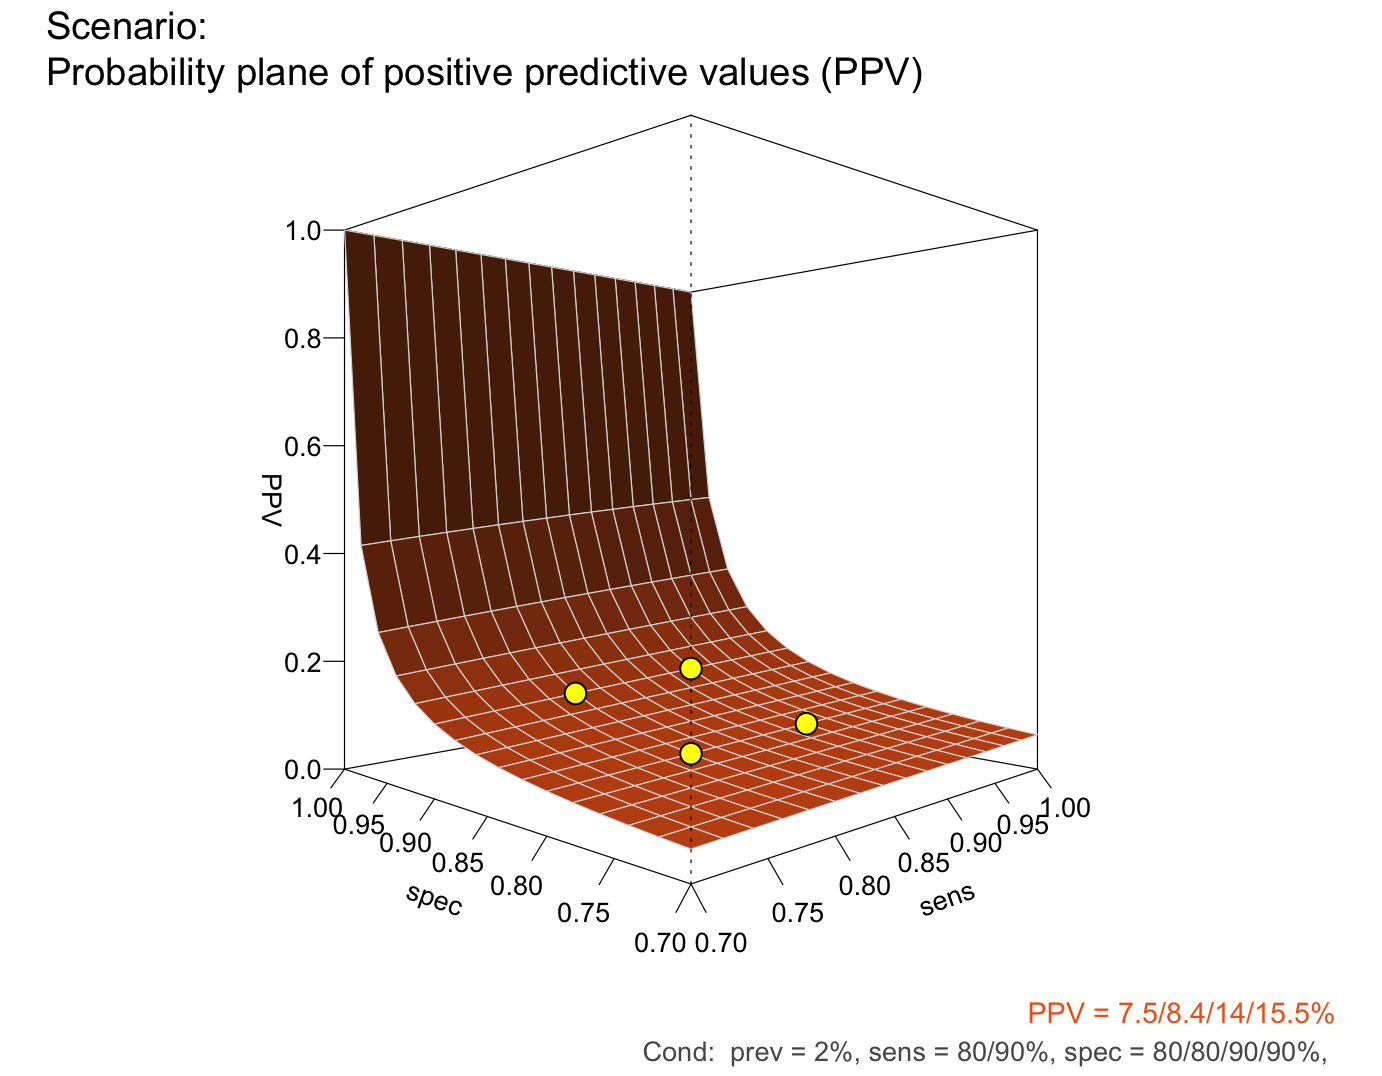 Scenario:
Probability plane of positive predictive values (PPV)
1.0
0.8
0.6
0.4
0.2
0.0
PPV
1.00
0.95
0.90
0.85
0.80
0.75
0.70
spec
0.70
0.75
0.80
0.85
0.90
0.95
1.00
sens
PPV = 7.5/8.4/14/15.5%
Cond:  prev = 2%, sens = 80/90%, spec = 80/80/90/90%,